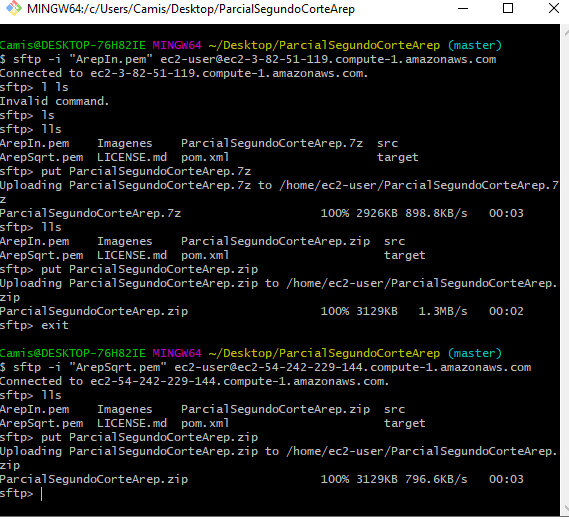 MINGW64:/c/Users/Camis/Desktop/ParcialSegundoCorteArep
Camis@DESKTOP-76H82IE MINGW64 ~/Desktop/ParcialSegundoCorteArep (master)
$ sftp -i "ArepIn.pem" ec2-user@ec2-3-82-51-119.compute-1.amazonaws.com
Connected to ec2-3-82-51-119.compute-1.amazonaws.com.
sftp> l ls
Invalid command.
sftp> ls
sftp> lls
ArepIn.pem    Imagenes    ParcialSegundoCorteArep.7z  src
ArepSqrt.pem  LICENSE.md  pom.xml                     target
sftp> put ParcialSegundoCorteArep.7z
Uploading ParcialSegundoCorteArep.7z to /home/ec2-user/ParcialSegundoCorteArep.7
z
ParcialSegundoCorteArep.7z                    100% 2926KB 898.8KB/s   00:03
sftp> lls
ArepIn.pem    Imagenes    ParcialSegundoCorteArep.zip  src
ArepSqrt.pem  LICENSE.md  pom.xml                      target
sftp> put ParcialSegundoCorteArep.zip
Uploading ParcialSegundoCorteArep.zip to /home/ec2-user/ParcialSegundoCorteArep.
zip
ParcialSegundoCorteArep.zip                   100% 3129KB   1.3MB/s   00:02
sftp> exit
Camis@DESKTOP-76H82IE MINGW64 ~/Desktop/ParcialSegundoCorteArep (master)
$ sftp -i "ArepSqrt.pem" ec2-user@ec2-54-242-229-144.compute-1.amazonaws.com
Connected to ec2-54-242-229-144.compute-1.amazonaws.com.
sftp> lls
ArepIn.pem    Imagenes    ParcialSegundoCorteArep.zip  src
ArepSqrt.pem  LICENSE.md  pom.xml                      target
sftp> put ParcialSegundoCorteArep.zip
Uploading ParcialSegundoCorteArep.zip to /home/ec2-user/ParcialSegundoCorteArep.
zip
ParcialSegundoCorteArep.zip                   100% 3129KB 796.6KB/s   00:03
sftp>